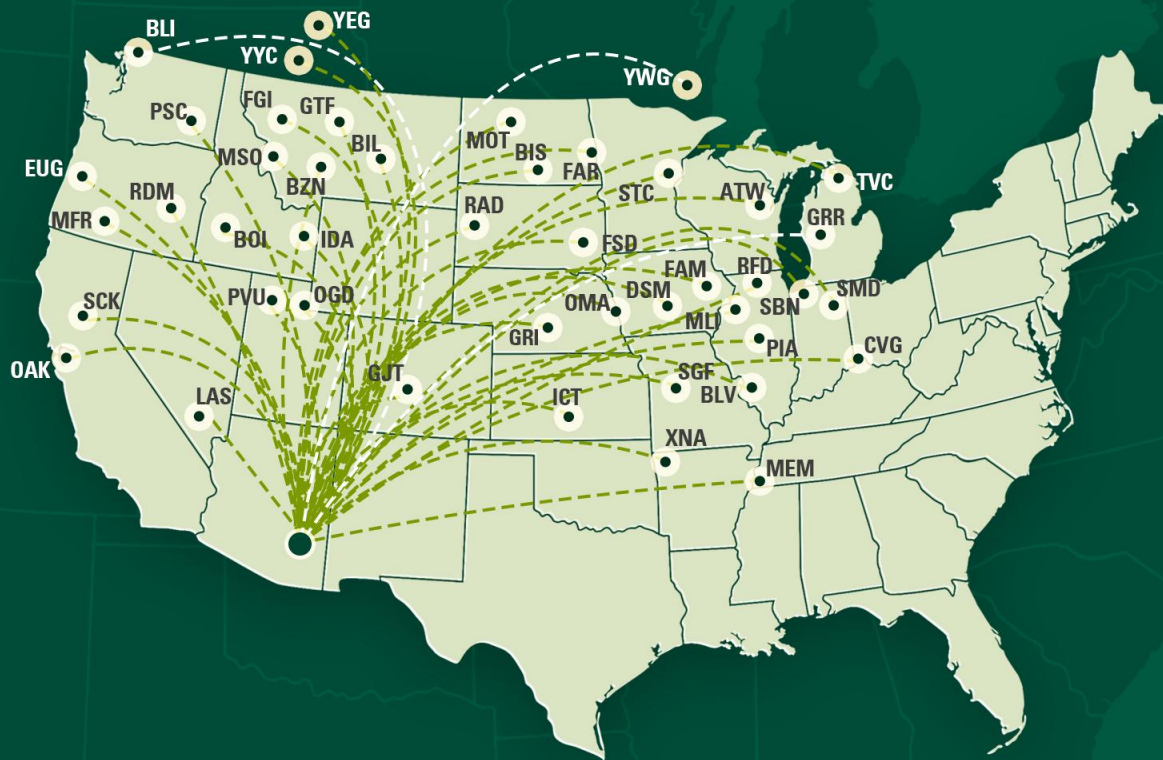 BLI
YEG
YYC
YWG
PSC
FGI
GTF
MSO
BIL
BZN
MOT
BIS
FAR
STC
TVC
EUG
RDM
MFR
BOI
IDA
RAD
FSD
ATW
GRR
SCK
PVU
OGD
OMA
DSM
FAM
RFD
SBN
SMD
MLI
GRI
PIA
CVG
OAK
LAS
GJT
ICT
SGF
BLV
XNA
MEM